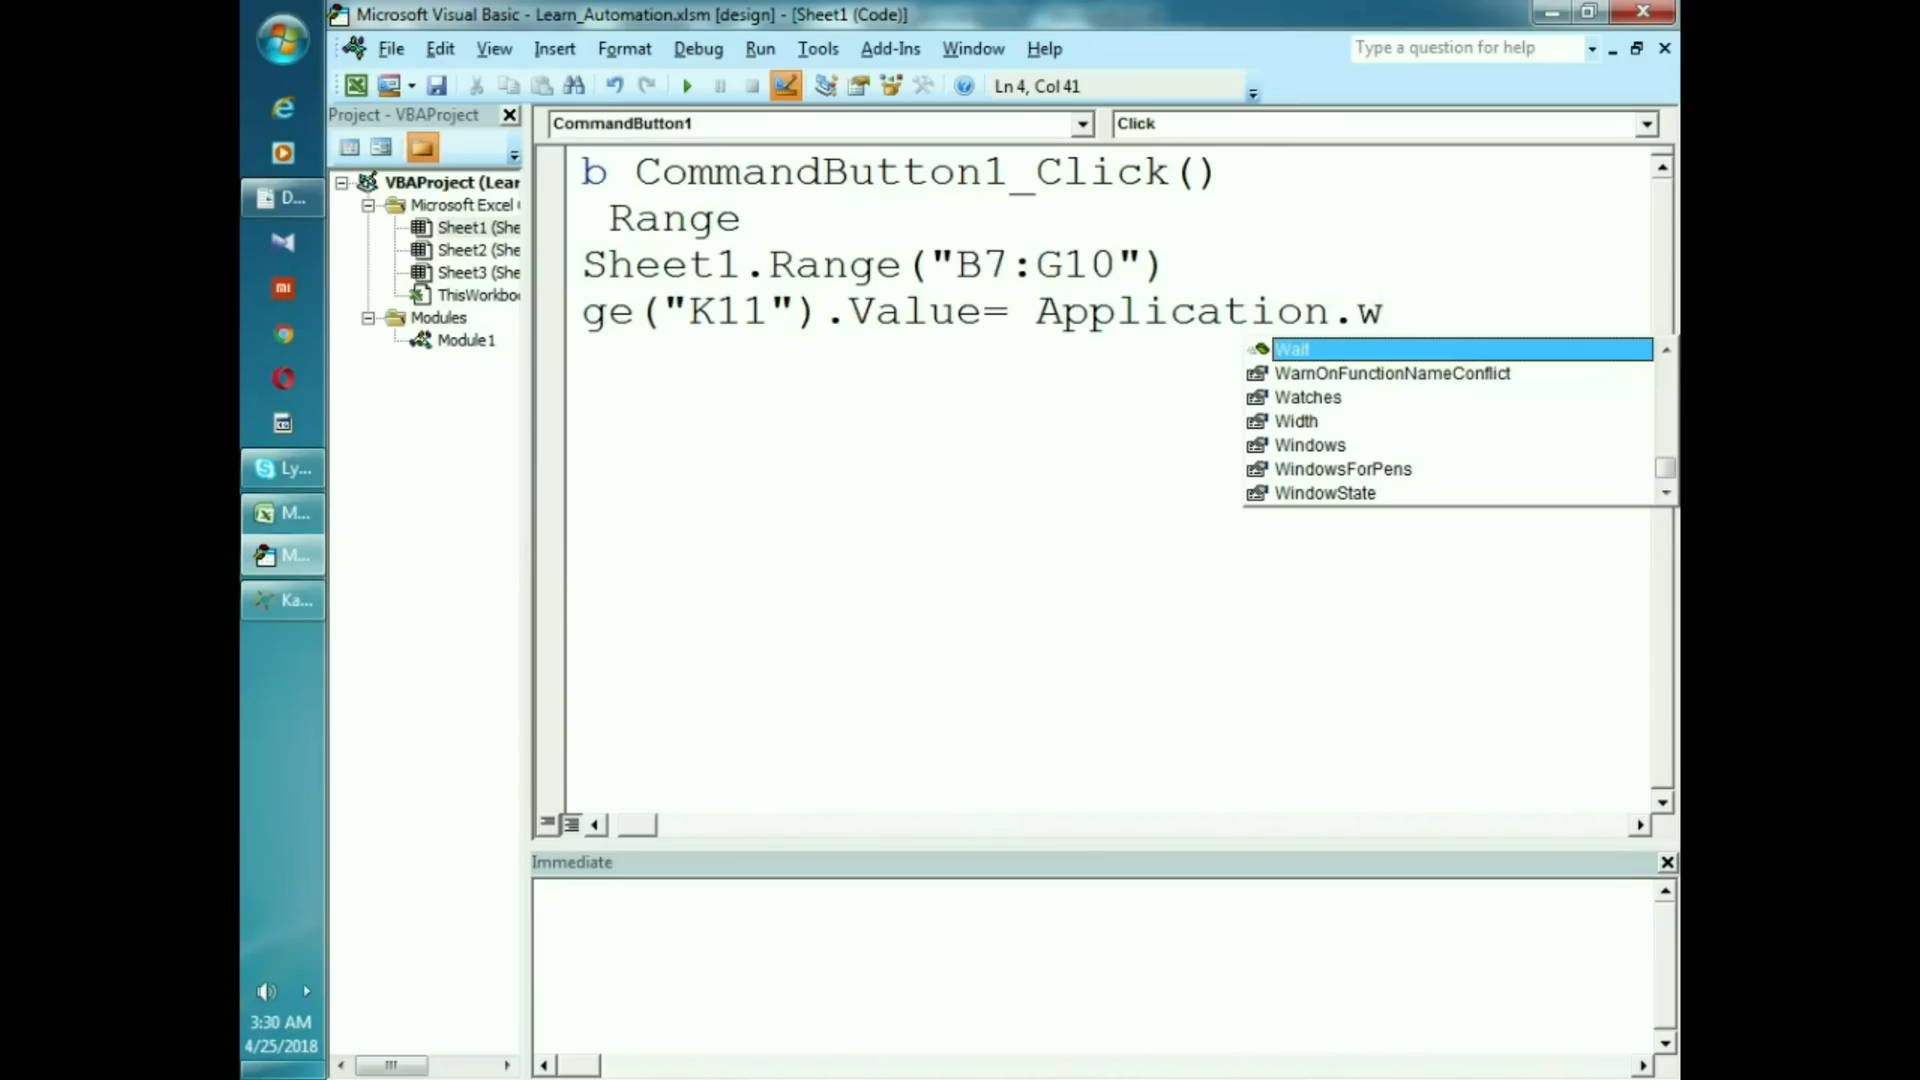 Microsoft Visual Basic - Learn_Automation.xlsm [design] - [Sheet1 (Code)]
File Edit View Insert Format Debug Run Tools Add-Ins Window Help
Type a question for help
Ln 4, Col 41
Project - VBAProject
CommandButton1
Click
VBAProject (Lear
Microsoft Excel
Sheet1 (She
Sheet2 (She
Sheet3 (She
ThisWorkbo
Modules
Module1
b CommandButton1_Click()
Range
Sheet1.Range("B7:G10")
ge("K11").Value= Application.w
Wait
WarnOnFunctionNameConflict
Watches
Width
Windows
WindowsForPens
WindowState
Immediate
D...
mi
Ly...
M...
M...
Ka...
3:30 AM
4/25/2018